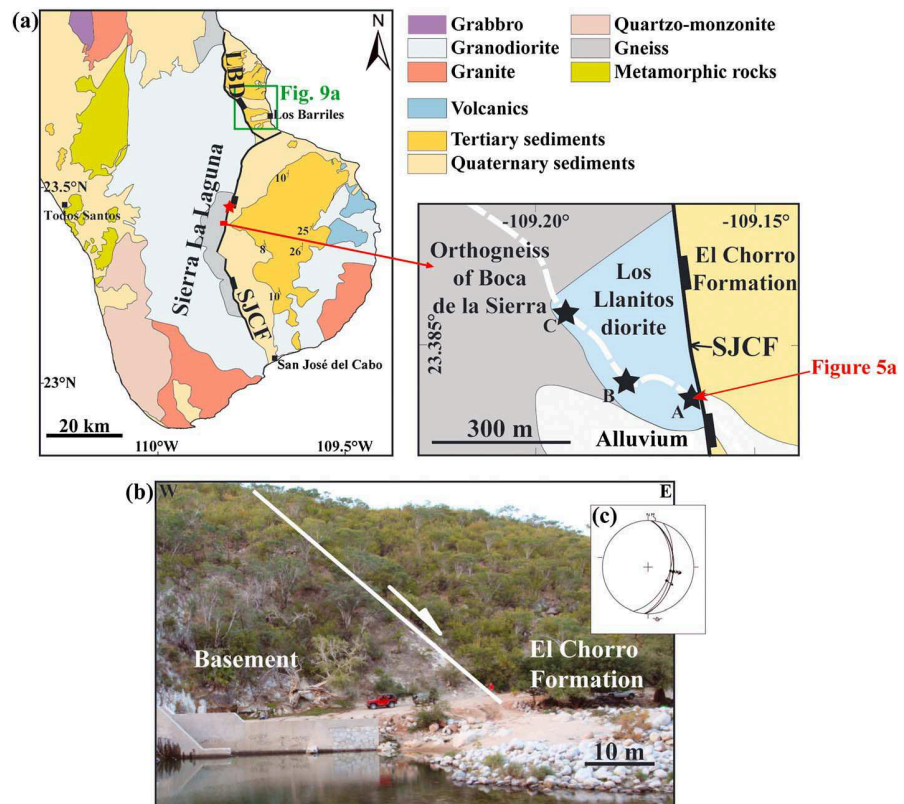 (a)
N
LBD
Fig. 9a
Los Barriles
23.5°N
Todos Santos
Sierra La Laguna
10
25
8
26
10
SJCF
San José del Cabo
23°N
20 km
110°W
109.5°W
Grabbro
Granodiorite
Granite
Volcanics
Tertiary sediments
Quaternary sediments
Quartzo-monzonite
Gneiss
Metamorphic rocks
-109.20°
-109.15°
Orthogneiss
of Boca
de la Sierra
Los
Llanitos
diorite
El Chorro
Formation
C
23.385°
SJCF
B
A
Figure 5a
300 m
Alluvium
(b)
W
E
(c)
Basement
El Chorro
Formation
10 m